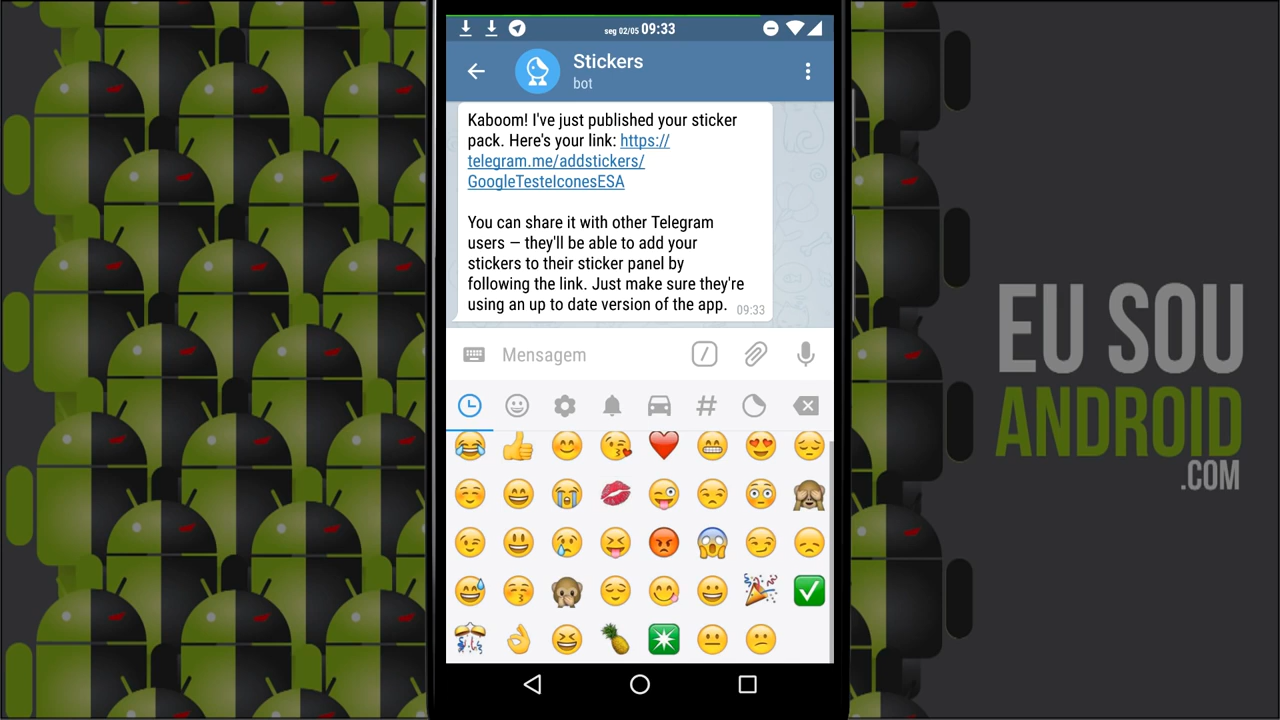 seg 02/05 09:33
Stickers
bot
Kaboom! I've just published your sticker
pack. Here's your link: https://
telegram.me/addstickers/
GoogleTesteIconesESA
You can share it with other Telegram
users — they'll be able to add your
stickers to their sticker panel by
following the link. Just make sure they're
using an up to date version of the app. 09:33
Mensagem
EU SOU
ANDROID
.COM